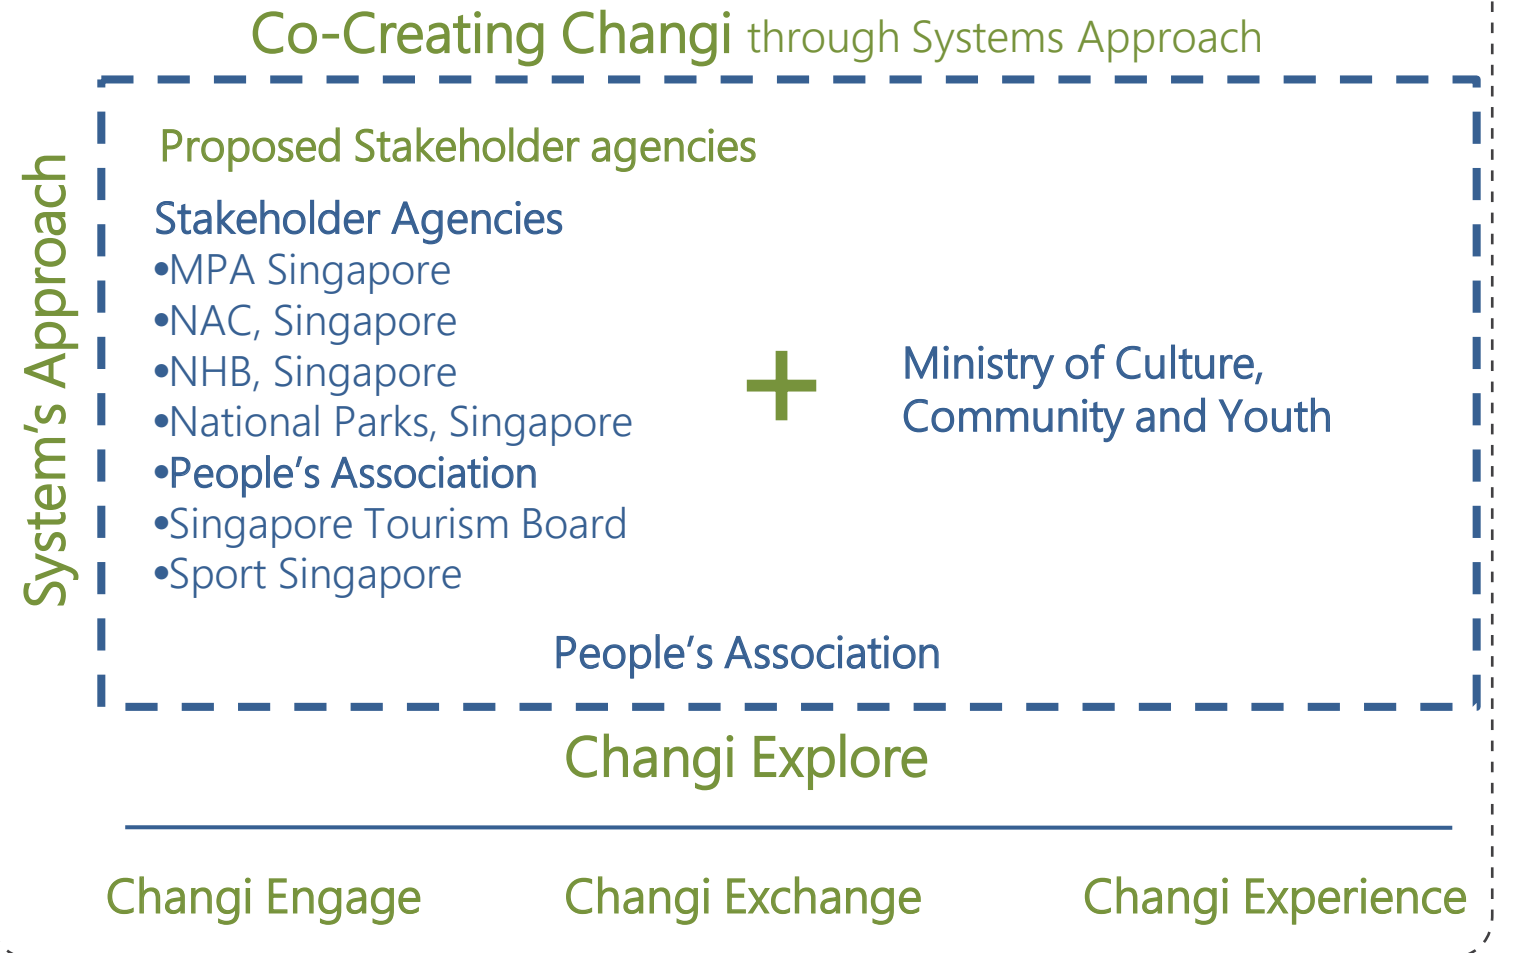 Co-Creating Changi through Systems Approach
System's Approach
Proposed Stakeholder agencies
Stakeholder Agencies
•MPA Singapore
•NAC, Singapore
•NHB, Singapore
•National Parks, Singapore
•People's Association
•Singapore Tourism Board
•Sport Singapore
+
Ministry of Culture,
Community and Youth
People's Association
Changi Explore
Changi Engage
Changi Exchange
Changi Experience